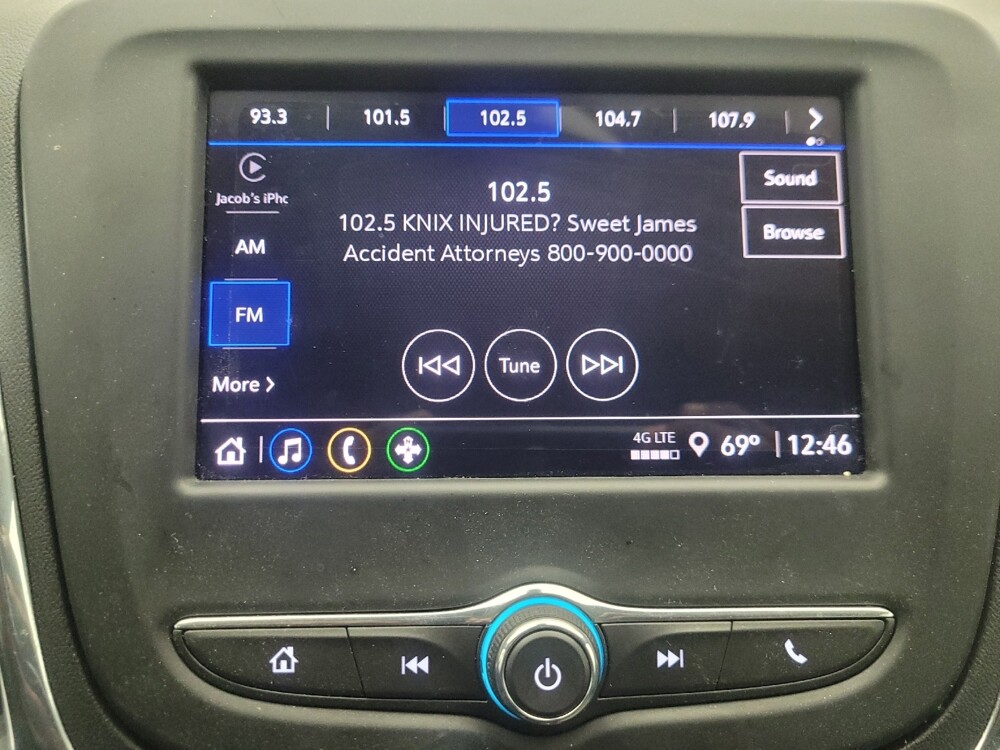 93.3 101.5 102.5 104.7 107.9
Jacob's iPhc
Sound
102.5
102.5 KNIX INJURED? Sweet James
Accident Attorneys 800-900-0000
Browse
AM
FM
Tune
More
4G LTE 69° 12:46